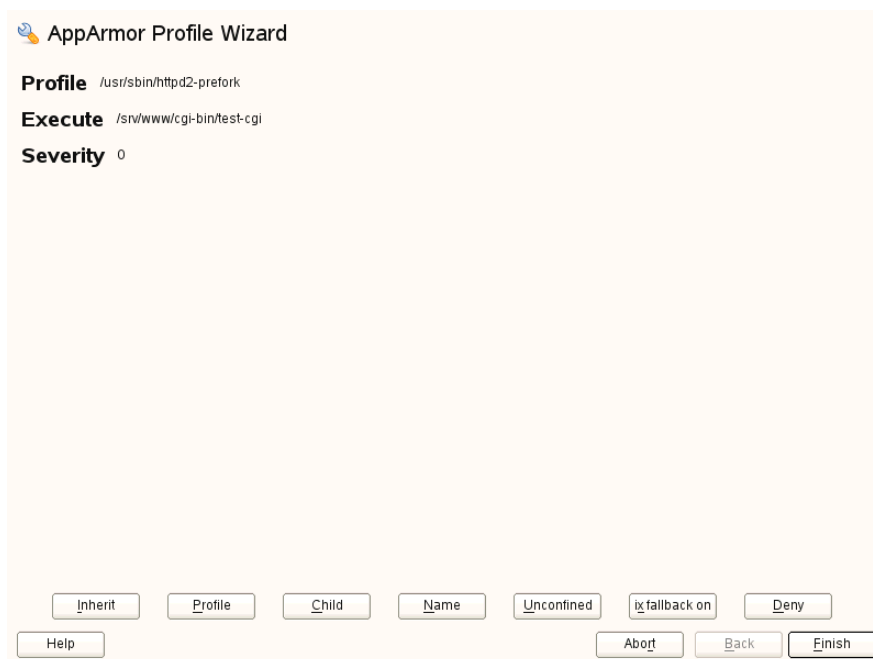 AppArmor Profile Wizard
Profile /usr/sbin/httpd2-prefork
Execute /srv/www/cgi-bin/test-cgi
Severity 0
Inherit Profile Child Name Unconfined ix fallback on Deny
Help Abort Back Finish